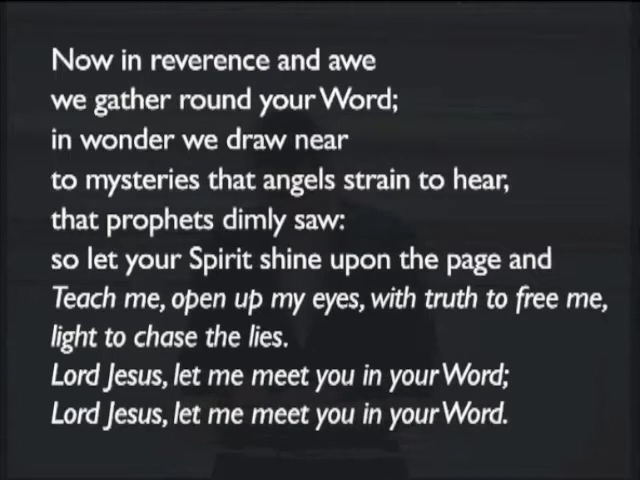 Now in reverence and awe
we gather round your Word;
in wonder we draw near
to mysteries that angels strain to hear,
that prophets dimly saw:
so let your Spirit shine upon the page and
Teach me, open up my eyes, with truth to free me,
light to chase the lies.
Lord Jesus, let me meet you in your Word;
Lord Jesus, let me meet you in your Word.